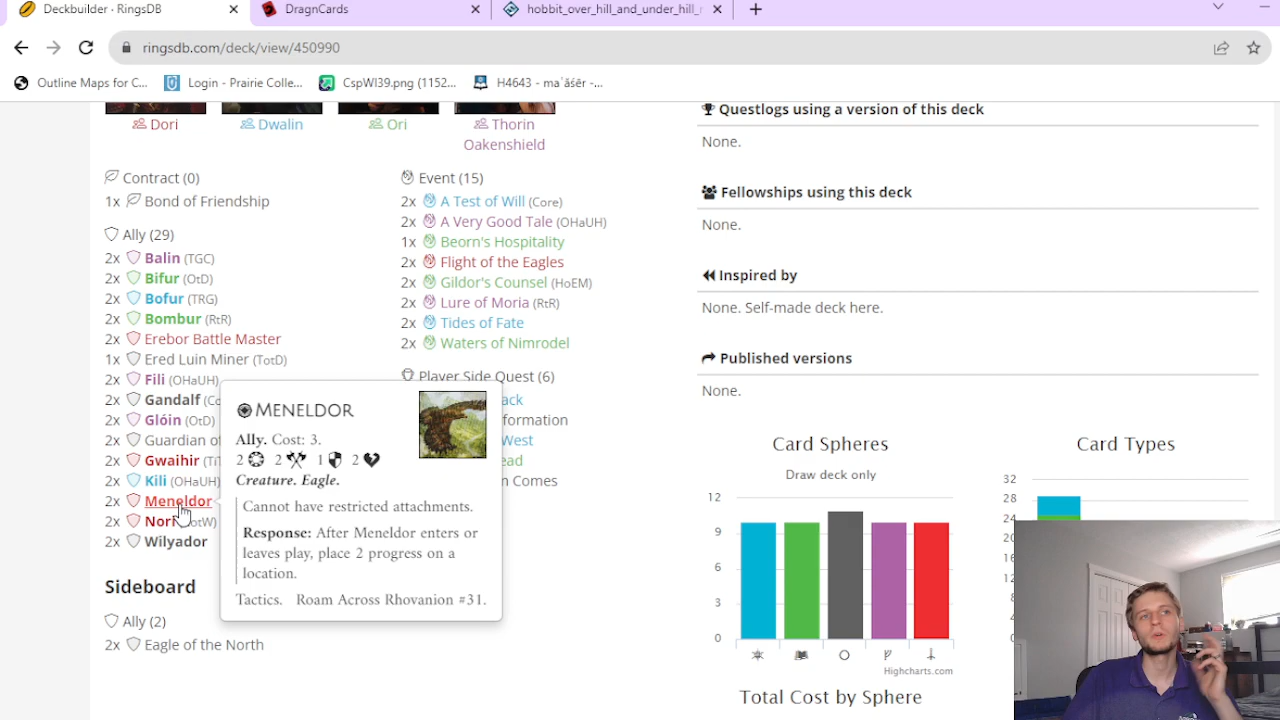 Deckbuilder · RingsDB
DragnCards
hobbit_over_hill_and_under_hill_r
ringsdb.com/deck/view/450990
Outline Maps for C...
Login - Prairie Colle...
CspWI39.png (1152...
H4643 - maʻăśēr -...
Dori
Dwalin
Ori
Thorin
Oakenshield
Contract (0)
1x Bond of Friendship
Ally (29)
2x Balin (TGC)
2x Bifur (OtD)
2x Bofur (TRG)
2x Bombur (RtR)
2x Erebor Battle Master
1x Ered Luin Miner (TotD)
2x Fili (OHaUH)
2x Gandalf (Co
2x Glóin (OtD)
2x Guardian of
2x Gwaihir
2x Kili (OHaUH)
2x Meneldor
2x Nori
2x Wilyador
Sideboard
Ally (2)
2x Eagle of the North
Event (15)
2x A Test of Will (Core)
2x A Very Good Tale (OHaUH)
1x Beorn's Hospitality
2x Flight of the Eagles
2x Gildor's Counsel (HoEM)
2x Lure of Moria (RtR)
2x Tides of Fate
2x Waters of Nimrodel
Player Side Quest (6)
ack
formation
West
ead
n Comes
MENELDOR
Ally. Cost: 3.
2 2 1 2
Creature. Eagle.
Cannot have restricted attachments.
Response: After Meneldor enters or
leaves play, place 2 progress on a
location.
Tactics. Roam Across Rhovanion #31.
Questlogs using a version of this deck
None.
Fellowships using this deck
None.
Inspired by
None. Self-made deck here.
Published versions
None.
Card Spheres
Draw deck only
12
9
6
3
0
Highcharts.com
Total Cost by Sphere
Card Types
32
28
24
20
16
12